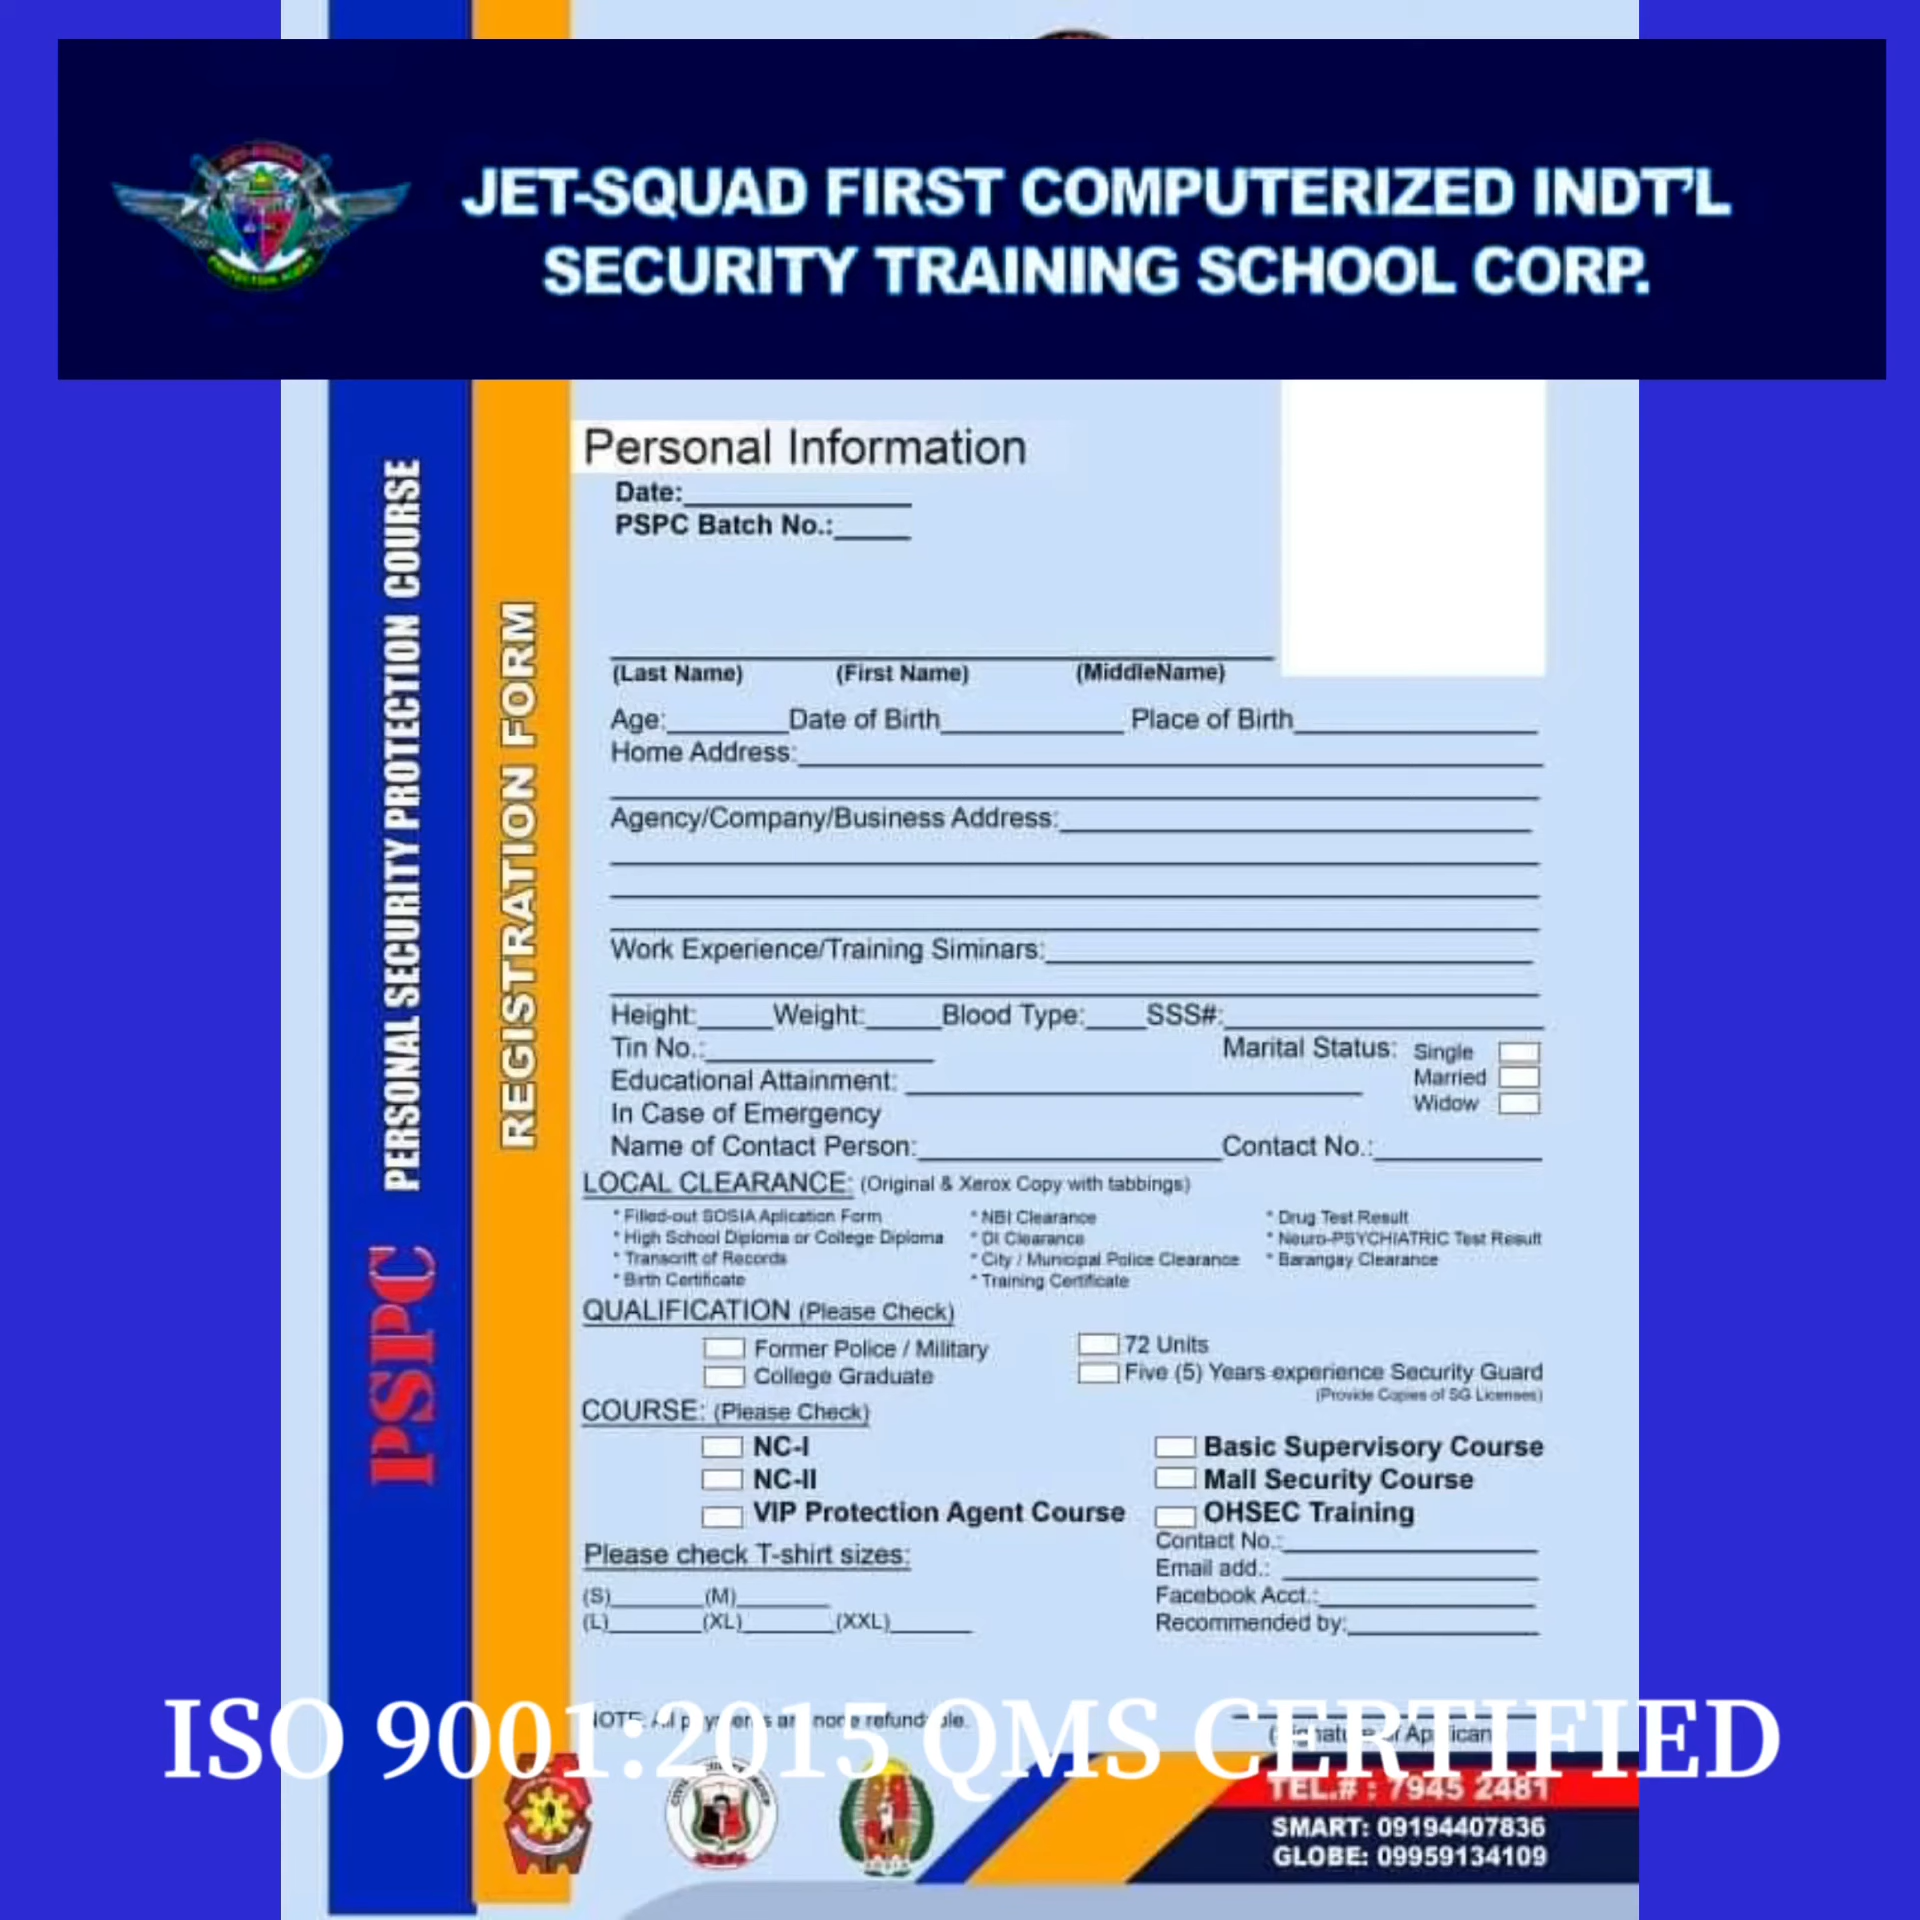 JET-SQUAD FIRST COMPUTERIZED INDT'L
SECURITY TRAINING SCHOOL CORP.
PERSONAL SECURITY PROTECTION COURSE
PSPC
REGISTRATION FORM
Personal Information
Date:
PSPC Batch No.:
(Last Name) (First Name) (MiddleName)
Age: Date of Birth Place of Birth
Home Address:
Agency/Company/Business Address:
Work Experience/Training Siminars:
Height: Weight: Blood Type: SSS#:
Tin No.: Marital Status: Single
Married
Educational Attainment:
Widow
In Case of Emergency
Name of Contact Person: Contact No.:
LOCAL CLEARANCE: (Original & Xerox Copy with tabbings)
* Filled-out SOSIA Aplication Form * NBI Clearance * Drug Test Result
* High School Diploma or College Diploma * DI Clearance * Neuro-PSYCHIATRIC Test Result
* Transcrift of Records * City / Municipal Police Clearance * Barangay Clearance
* Birth Certificate * Training Certificate
QUALIFICATION (Please Check)
Former Police / Military 72 Units
College Graduate Five (5) Years experience Security Guard
(Provide Copies of SG Licenses)
COURSE: (Please Check)
NC-I Basic Supervisory Course
NC-II Mall Security Course
VIP Protection Agent Course OHSEC Training
Please check T-shirt sizes:
(S) (M)
(L) (XL) (XXL)
Contact No.:
Email add.:
Facebook Acct.:
Recommended by:
ISO 9001:2015 QMS CERTIFIED
TEL.# : 7945 2481
SMART: 09194407836
GLOBE: 09959134109